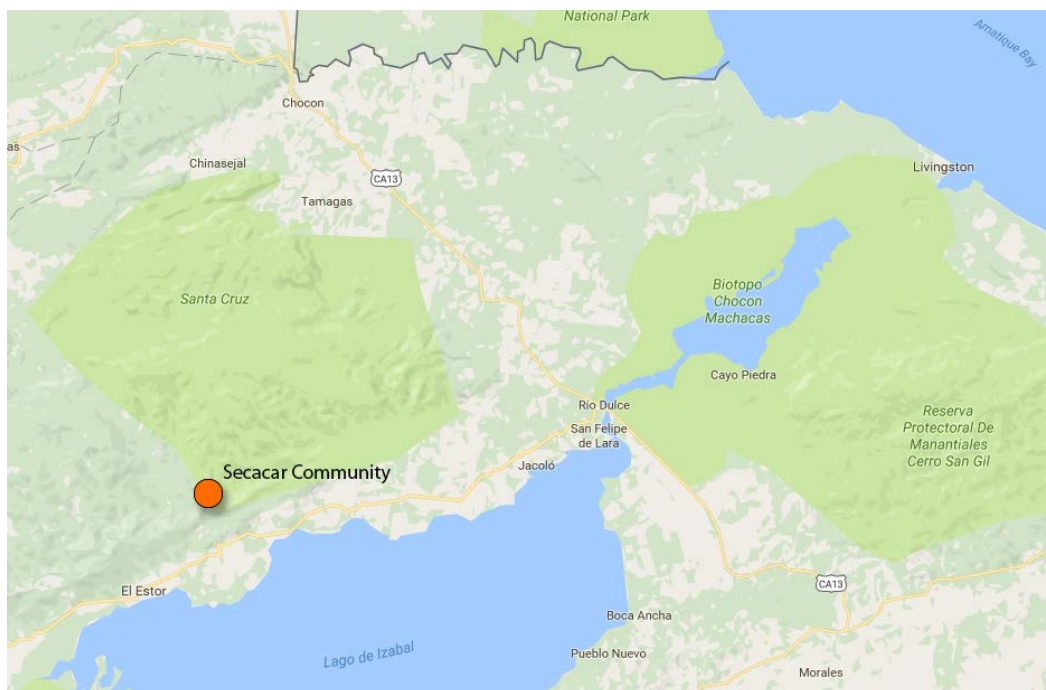 National Park
Amatique Bay
Chocon
as
Chinasejal
CA13
Livingston
Tamagas
Santa Cruz
Biotopo
Chocon
Machacas
Cayo Piedra
Río Dulce
Reserva
Protectoral De
Manantiales
Cerro San Gil
San Felipe
de Lara
Jacoló
Secacar Community
El Estor
CA13
Boca Ancha
Lago de Izabal
Pueblo Nuevo
Morales